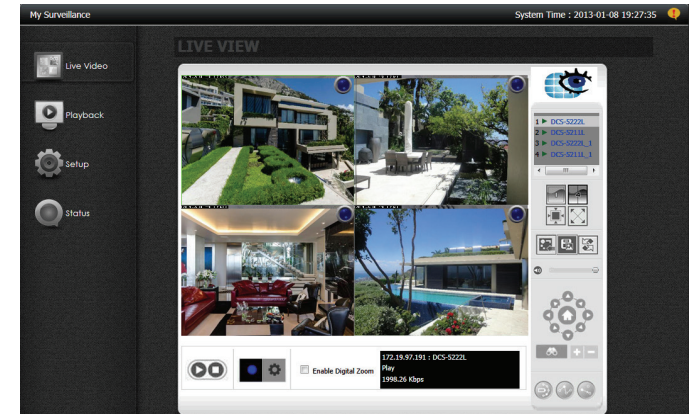 My Surveillance
System Time : 2013-01-08 19:27:35
Live Video
Playback
Setup
Status
LIVE VIEW
1 DCS-5222L
2 DCS-5211L
3 DCS-5222L_1
4 DCS-5211L_1
Enable Digital Zoom
172.19.97.191 : DCS-5222L
Play
1998.26 Kbps